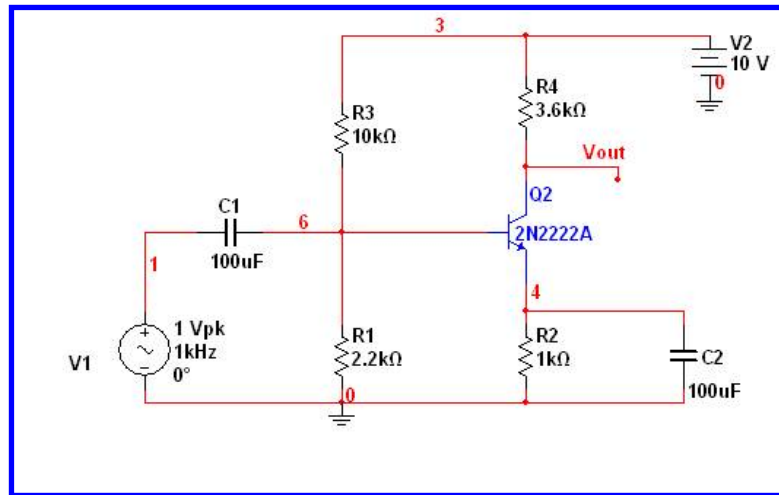 3
V2
10 V
0
R3
10kΩ
R4
3.6kΩ
Vout
Q2
2N2222A
C1
100uF
6
1
4
V1
1 Vpk
1kHz
0°
R1
2.2kΩ
R2
1kΩ
C2
100uF
0